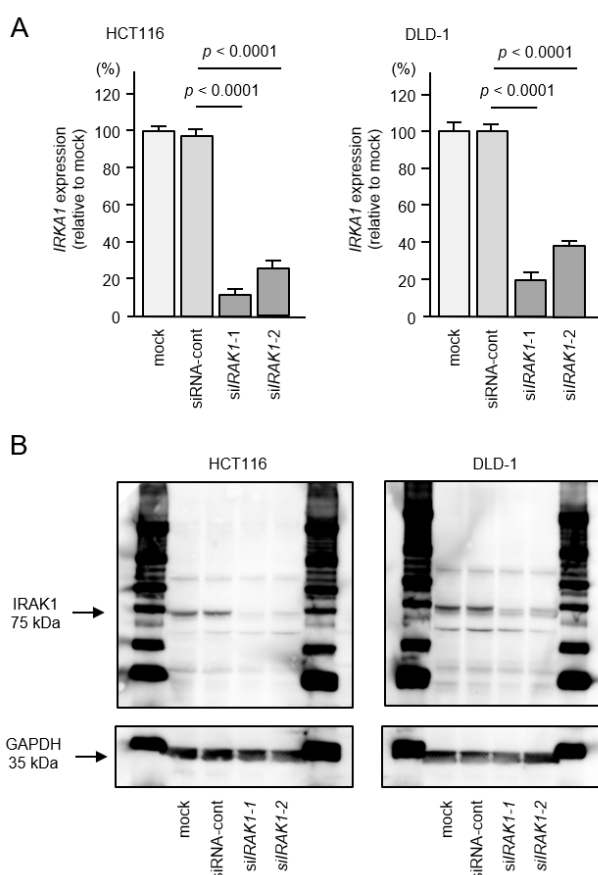 A
HCT116
DLD-1
(%)
p < 0.0001
p < 0.0001
120
100
80
60
40
20
0
IRKA1 expression
(relative to mock)
mock
siRNA-cont
siIRAK1-1
siIRAK1-2
(%)
p < 0.0001
p < 0.0001
120
100
80
60
40
20
0
IRKA1 expression
(relative to mock)
mock
siRNA-cont
siIRAK1-1
siIRAK1-2
B
HCT116
DLD-1
IRAK1
75 kDa
GAPDH
35 kDa
mock
siRNA-cont
siIRAK1-1
siIRAK1-2
mock
siRNA-cont
siIRAK1-1
siIRAK1-2